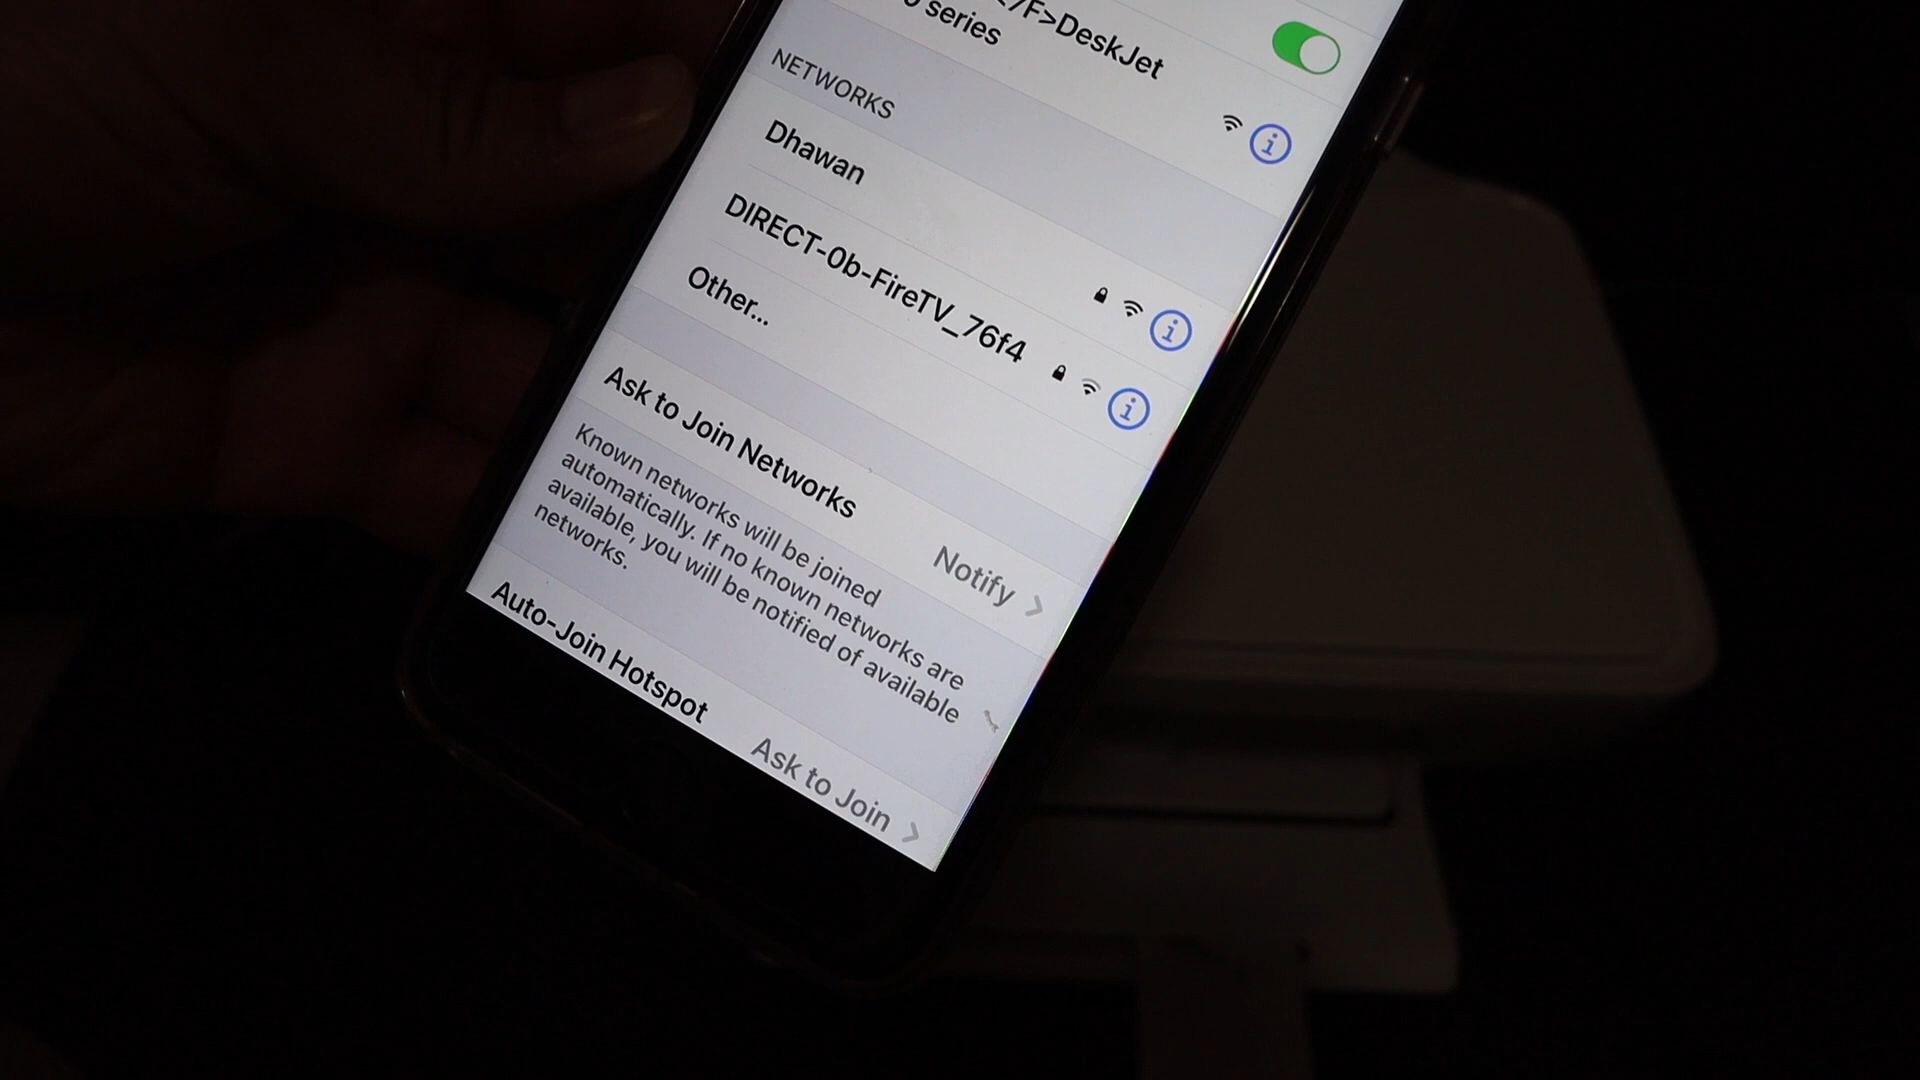 DeskJet
series
NETWORKS
Dhawan
DIRECT-0b-FireTV_76f4
Other...
Ask to Join Networks
Notify
Known networks will be joined
automatically. If no known networks are
available, you will be notified of available
networks.
Auto-Join Hotspot
Ask to Join